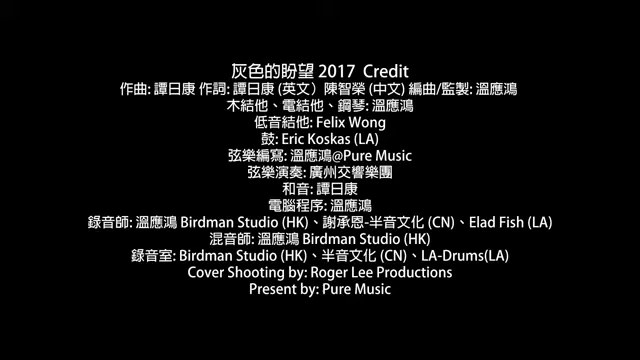 灰色的盼望 2017  Credit
作曲: 譚日康 作詞: 譚日康 (英文）陳智榮 (中文) 編曲/監製: 溫應鴻
木結他、電結他、鋼琴: 溫應鴻
低音結他: Felix Wong
鼓: Eric Koskas (LA)
弦樂編寫: 溫應鴻@Pure Music
弦樂演奏: 廣州交響樂團
和音: 譚日康
電腦程序: 溫應鴻
錄音師: 溫應鴻 Birdman Studio (HK)、謝承恩-半音文化 (CN)、Elad Fish (LA)
混音師: 溫應鴻 Birdman Studio (HK)
錄音室: Birdman Studio (HK)、半音文化 (CN)、LA-Drums(LA)
Cover Shooting by: Roger Lee Productions
Present by: Pure Music